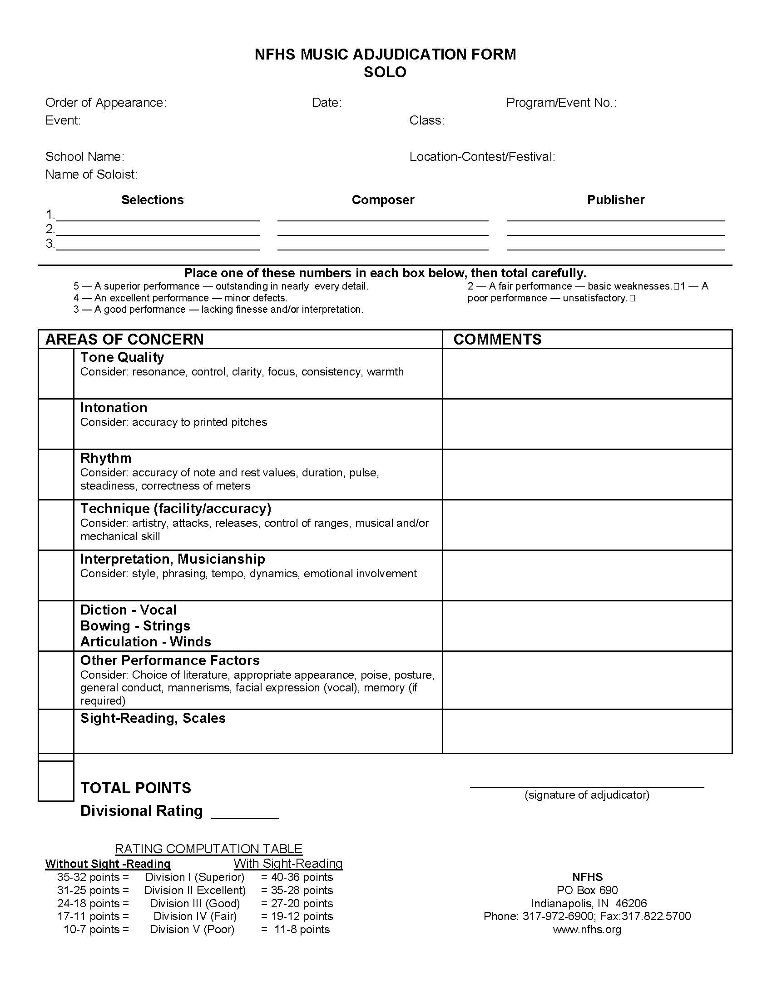 NFHS MUSIC ADJUDICATION FORM
SOLO
Order of Appearance: Date: Program/Event No.:
Event: Class:
School Name: Location-Contest/Festival:
Name of Soloist:
Selections Composer Publisher
1.
2.
3.
Place one of these numbers in each box below, then total carefully.
5 — A superior performance — outstanding in nearly every detail. 2 — A fair performance — basic weaknesses.□1 — A
4 — An excellent performance — minor defects. poor performance — unsatisfactory.□
3 — A good performance — lacking finesse and/or interpretation.
AREAS OF CONCERN COMMENTS
Tone Quality
Consider: resonance, control, clarity, focus, consistency, warmth
Intonation
Consider: accuracy to printed pitches
Rhythm
Consider: accuracy of note and rest values, duration, pulse,
steadiness, correctness of meters
Technique (facility/accuracy)
Consider: artistry, attacks, releases, control of ranges, musical and/or
mechanical skill
Interpretation, Musicianship
Consider: style, phrasing, tempo, dynamics, emotional involvement
Diction - Vocal
Bowing - Strings
Articulation - Winds
Other Performance Factors
Consider: Choice of literature, appropriate appearance, poise, posture,
general conduct, mannerisms, facial expression (vocal), memory (if
required)
Sight-Reading, Scales
TOTAL POINTS
(signature of adjudicator)
Divisional Rating
RATING COMPUTATION TABLE
Without Sight -Reading With Sight-Reading
35-32 points = Division I (Superior) = 40-36 points
31-25 points = Division II Excellent) = 35-28 points
24-18 points = Division III (Good) = 27-20 points
17-11 points = Division IV (Fair) = 19-12 points
10-7 points = Division V (Poor) = 11-8 points
NFHS
PO Box 690
Indianapolis, IN 46206
Phone: 317-972-6900; Fax:317.822.5700
www.nfhs.org